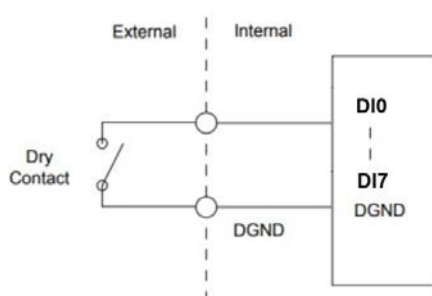 External
Internal
DI0
Dry
Contact
DI7
DGND
DGND